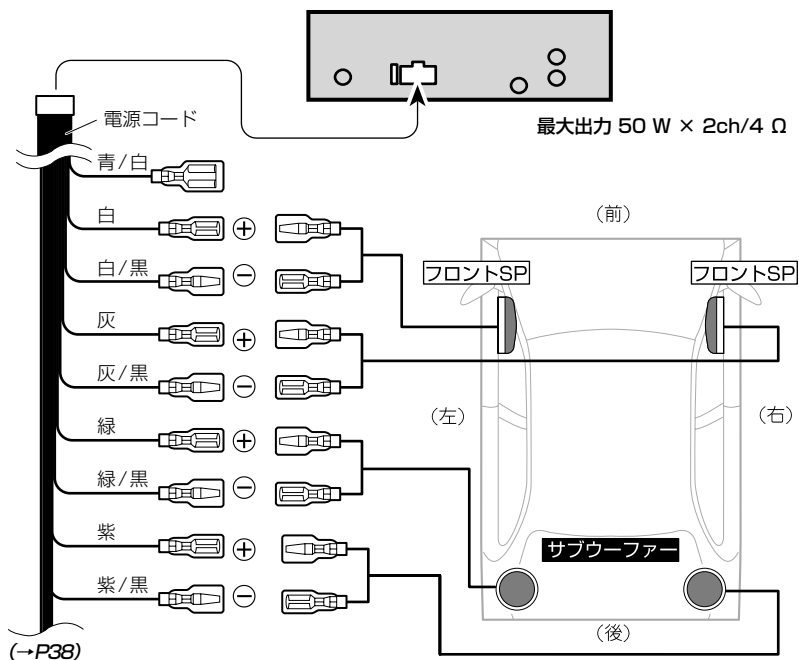 電源コード
最大出力 50 W × 2ch/4 Ω
青/白
白
⊕
(前)
白/黒
⊖
フロントSP
フロントSP
灰
⊕
灰/黒
⊖
(左)
(右)
緑
⊕
緑/黒
⊖
紫
⊕
サブウーファー
紫/黒
⊖
(後)
(→P38)